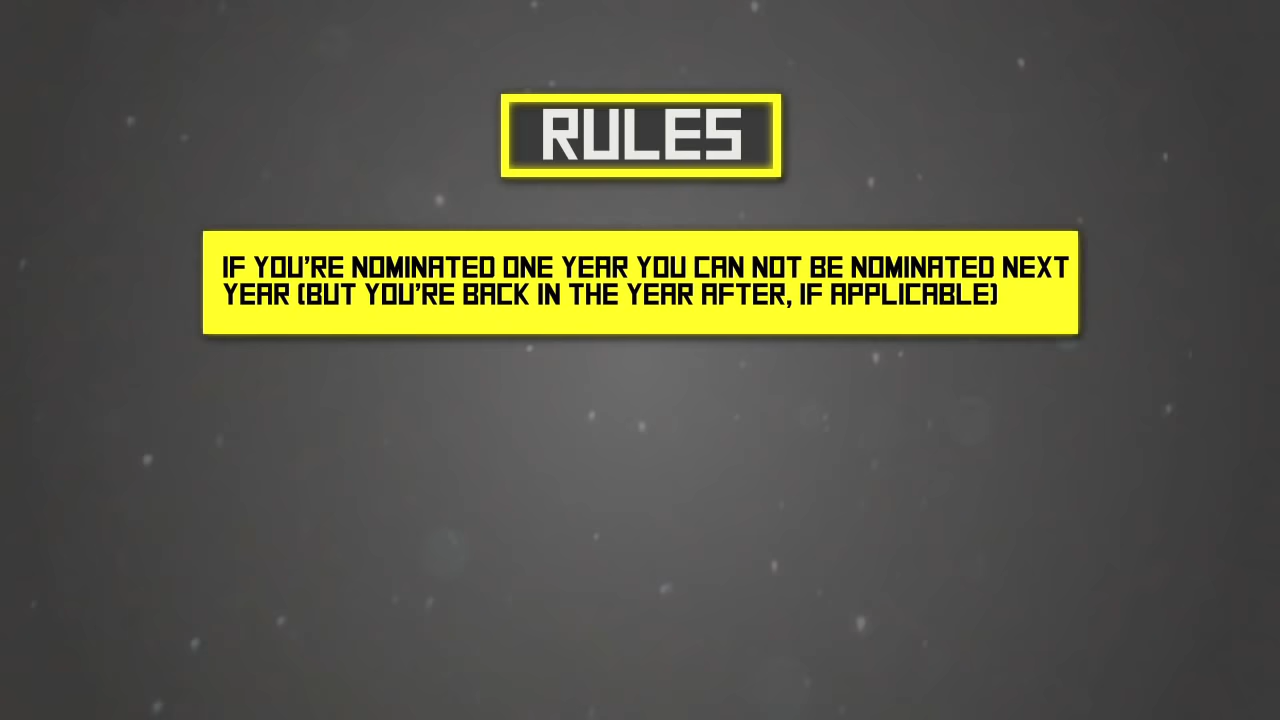 RULES
IF YOU'RE NOMINATED ONE YEAR YOU CAN NOT BE NOMINATED NEXT
YEAR (BUT YOU'RE BACK IN THE YEAR AFTER, IF APPLICABLE)